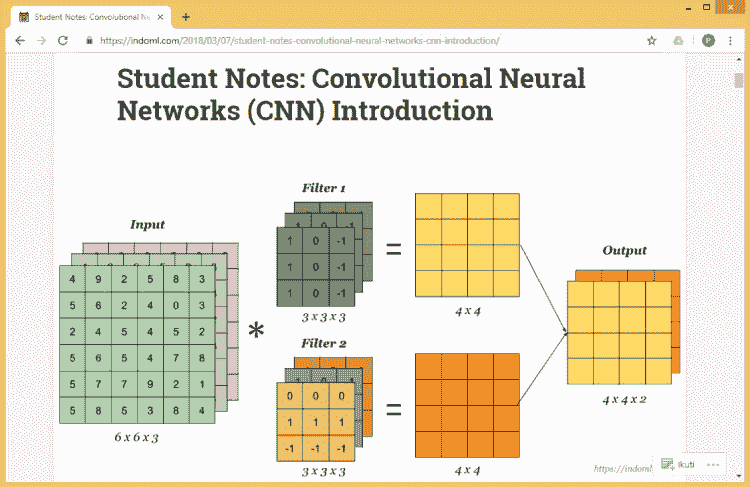 Student Notes: Convolutional Ne
https://indoml.com/2018/03/07/student-notes-convolutional-neural-networks-cnn-introduction/
P
Student Notes: Convolutional Neural
Networks (CNN) Introduction
Filter 1
Input
Output
1 0 -1
1 0 -1
1 0 -1
3 x 3 x 3
=
4 x 4
4 9 2 5 8 3
5 6 2 4 0 3
2 4 5 4 5 2
5 6 5 4 7 8
5 7 7 9 2 1
5 8 5 3 8 4
6 x 6 x 3
*
Filter 2
0 0 0
1 1 1
-1 -1 -1
3 x 3 x 3
=
4 x 4
4 x 4 x 2
https://indoml
Ikuti